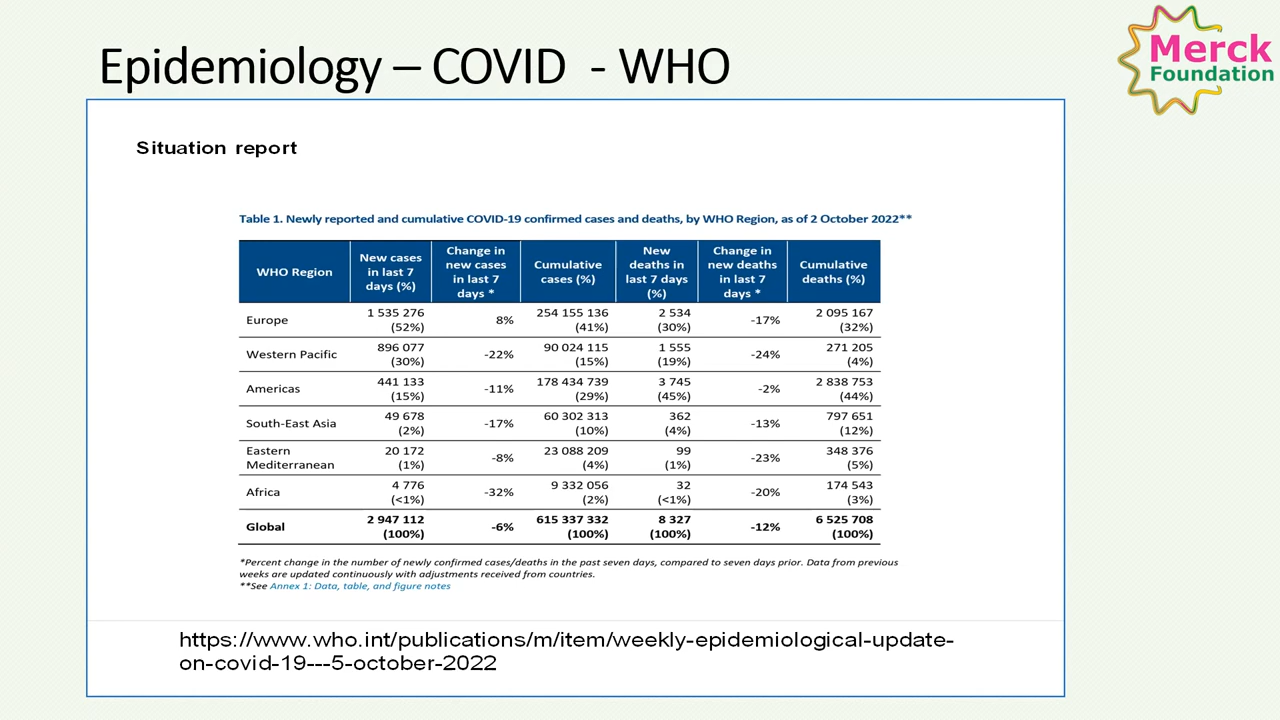 Epidemiology – COVID - WHO
Merck
Foundation
Situation report
Table 1. Newly reported and cumulative COVID-19 confirmed cases and deaths, by WHO Region, as of 2 October 2022**
WHO Region
New cases
in last 7
days (%)
Change in
new cases
in last 7
days *
Cumulative
cases (%)
New
deaths in
last 7 days
(%)
Change in
new deaths
in last 7
days *
Cumulative
deaths (%)
Europe
1 535 276
(52%)
8%
254 155 136
(41%)
2 534
(30%)
-17%
2 095 167
(32%)
Western Pacific
896 077
(30%)
-22%
90 024 115
(15%)
1 555
(19%)
-24%
271 205
(4%)
Americas
441 133
(15%)
-11%
178 434 739
(29%)
3 745
(45%)
-2%
2 838 753
(44%)
South-East Asia
49 678
(2%)
-17%
60 302 313
(10%)
362
(4%)
-13%
797 651
(12%)
Eastern
Mediterranean
20 172
(1%)
-8%
23 088 209
(4%)
99
(1%)
-23%
348 376
(5%)
Africa
4 776
(<1%)
-32%
9 332 056
(2%)
32
(<1%)
-20%
174 543
(3%)
Global
2 947 112
(100%)
-6%
615 337 332
(100%)
8 327
(100%)
-12%
6 525 708
(100%)
*Percent change in the number of newly confirmed cases/deaths in the past seven days, compared to seven days prior. Data from previous
weeks are updated continuously with adjustments received from countries.
**See Annex 1: Data, table, and figure notes
https://www.who.int/publications/m/item/weekly-epidemiological-update-
on-covid-19---5-october-2022